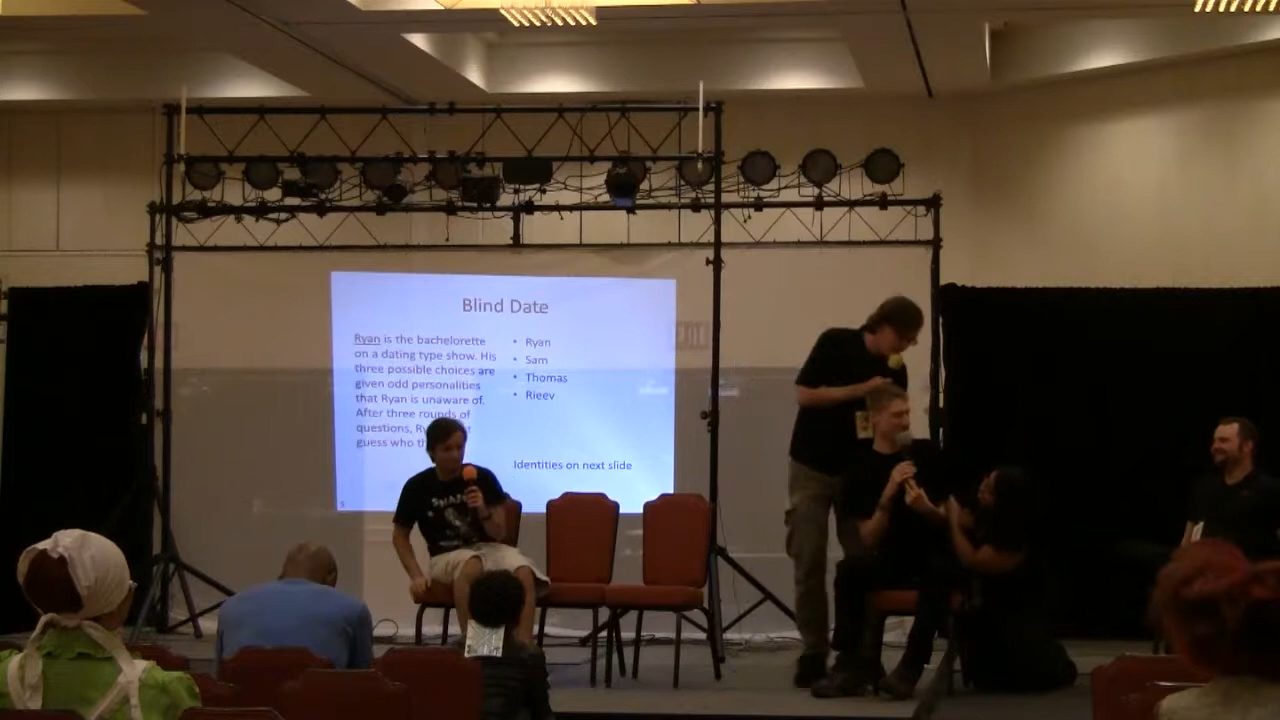 Blind Date
Ryan is the bachelorette
on a dating type show. His
three possible choices are
given odd personalities
that Ryan is unaware of.
After three rounds of
questions,
guess who
• Ryan
• Sam
• Thomas
• Rieev
Identities on next slide